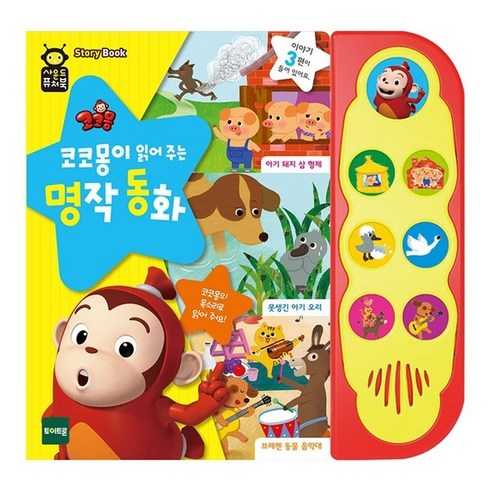 Story Book
사운드
퓨처북
코코몽
코코몽이 읽어 주는
명작 동화
이야기
3편이
들어 있어요.
아기 돼지 삼 형제
못생긴 아기 오리
코코몽의
목소리로
읽어 줘요!
브레멘 동물 음악대
토이트론